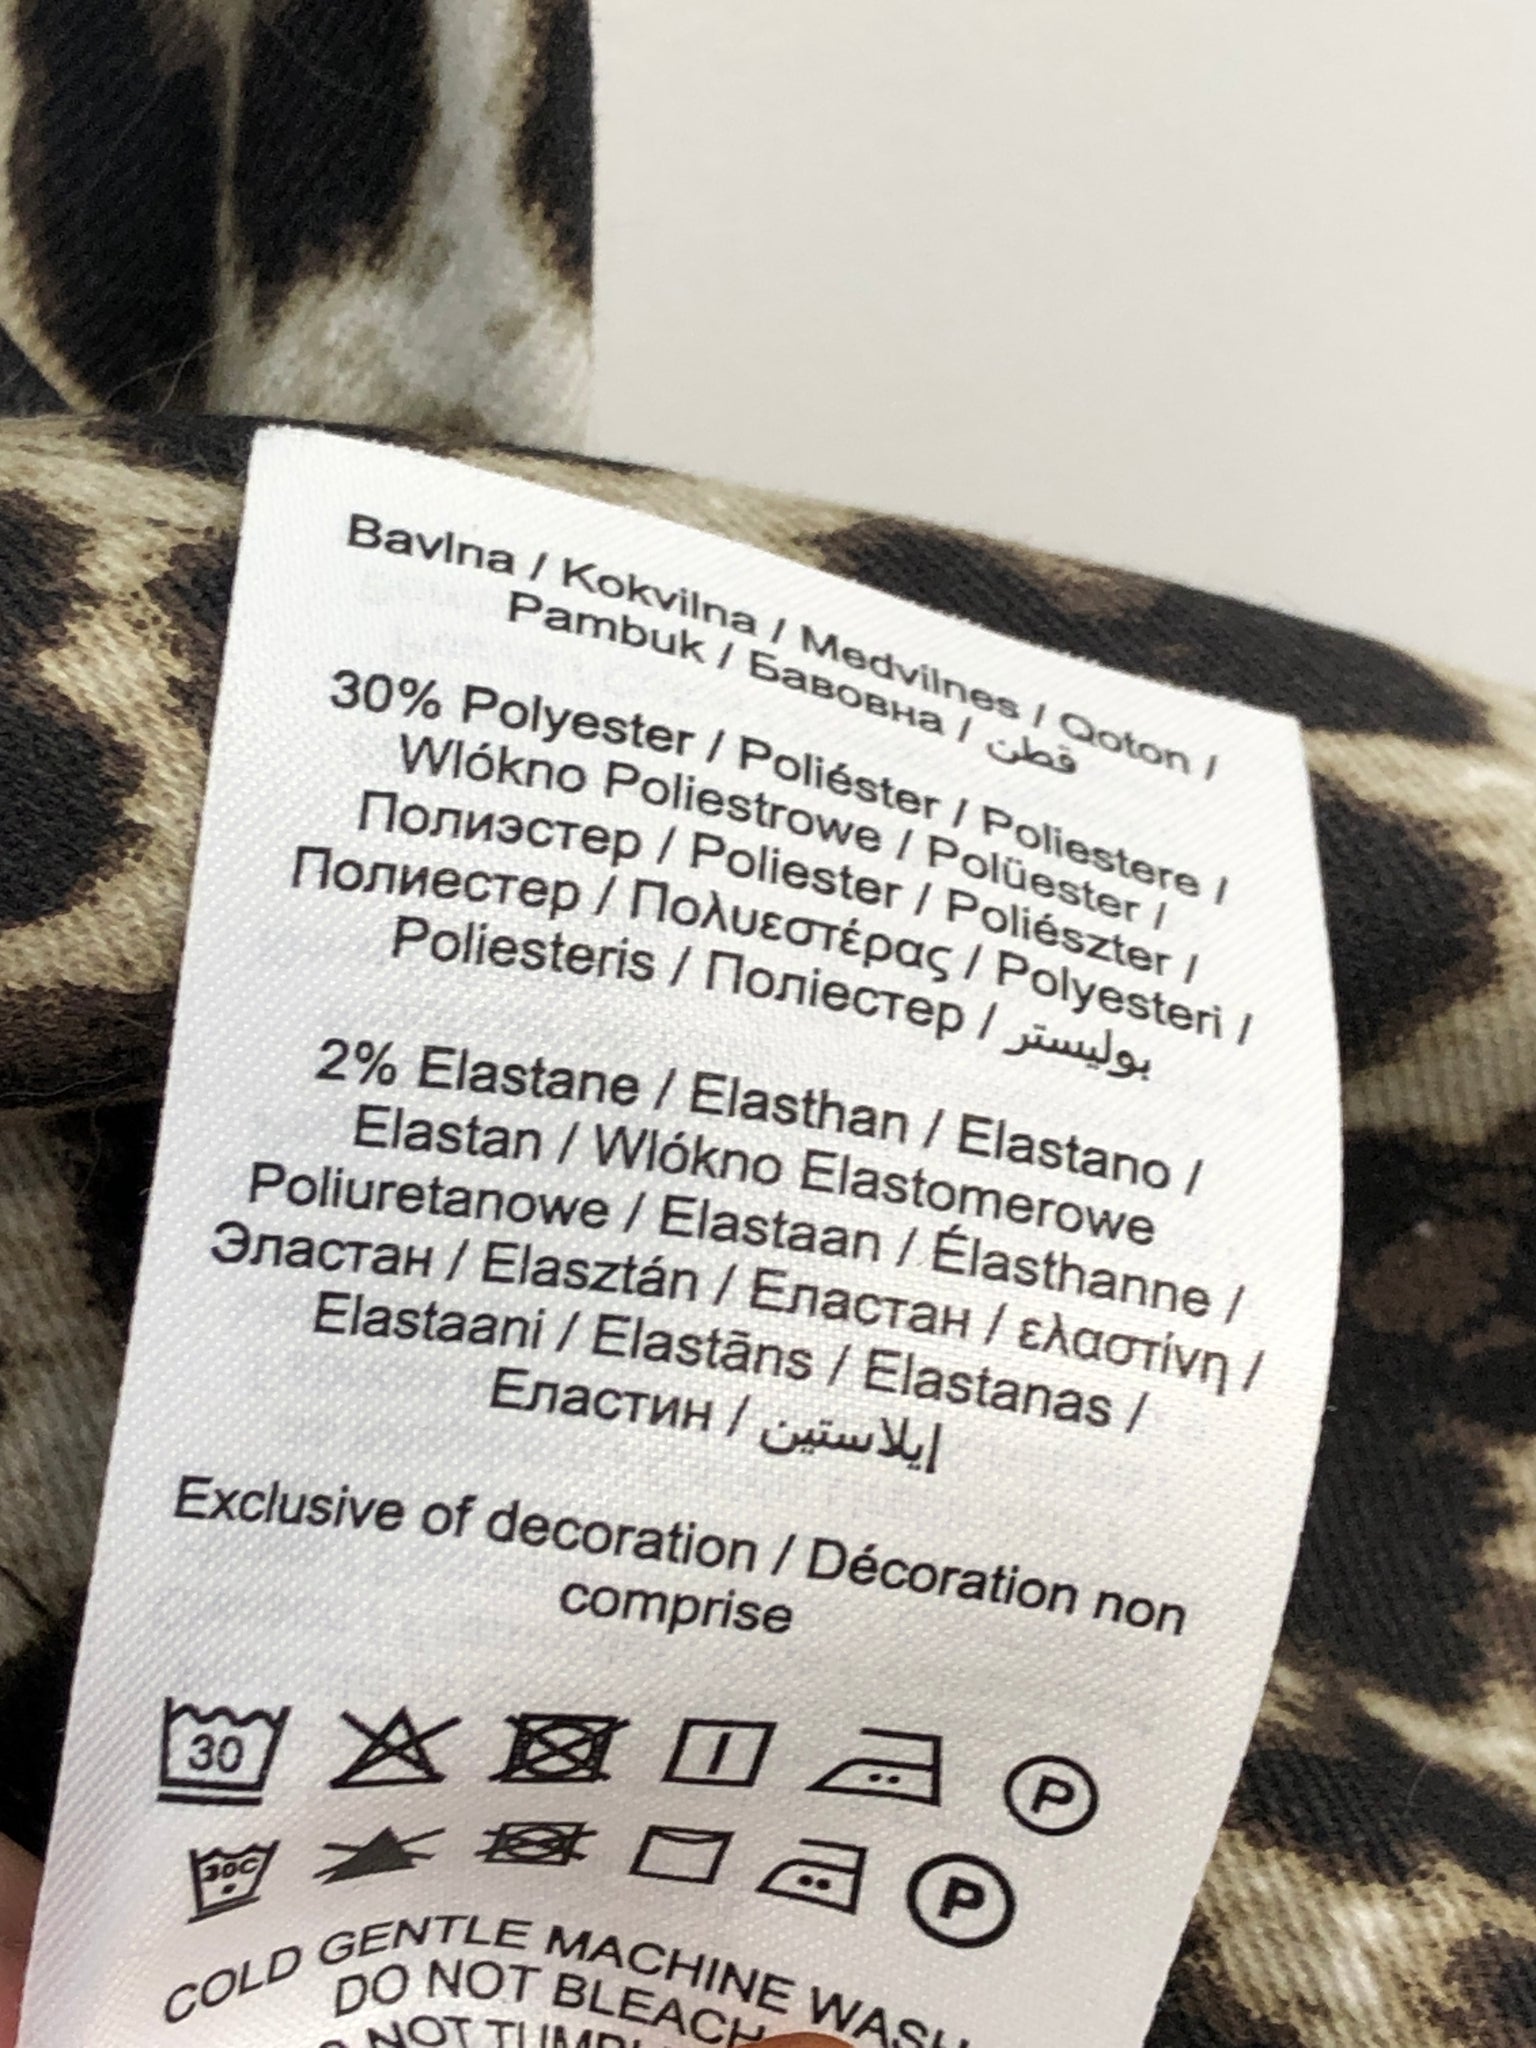 Bavlna / Kokvilna / Medvilnes / Qoton /
Pambuk / Бавовна / قطن
30% Polyester / Poliéster / Poliestere /
Wlókno Poliestrowe / Polüester /
Полиэстер / Poliester / Poliészter /
Полиестер / Πολυεστέρας / Polyesteri /
Poliesteris / Поліестер / بوليستر
2% Elastane / Elasthan / Elastano /
Elastan / Wlókno Elastomerowe
Poliuretanowe / Elastaan / Élasthanne /
Эластан / Elasztán / Еластан / ελαστίνη /
Elastaani / Elastāns / Elastanas /
Еластин / إيلاستين
Exclusive of decoration / Décoration non
comprise
30 P
30C P
COLD GENTLE MACHINE WASH
DO NOT BLEACH
NOT